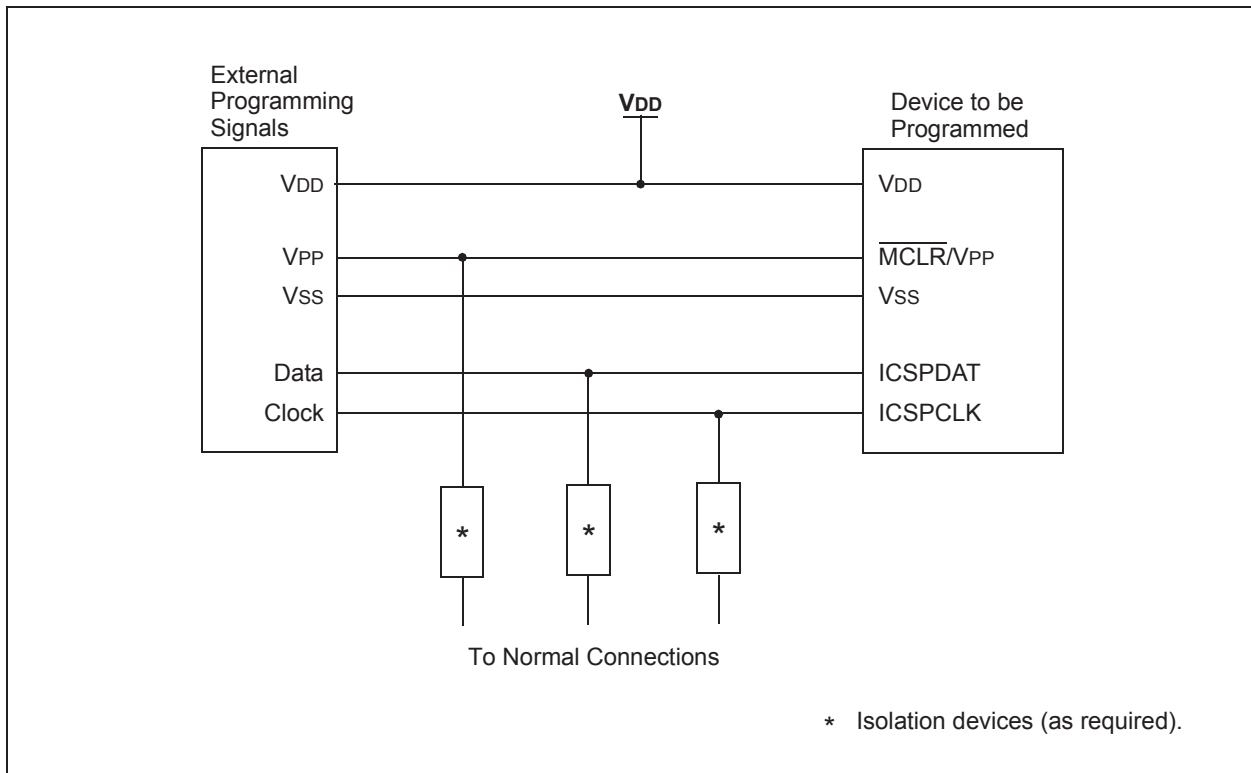 External
Programming
Signals
VDD
Device to be
Programmed
VDD
VDD
VPP
MCLR/VPP
VSS
VSS
Data
ICSPDAT
Clock
ICSPCLK
*
*
*
To Normal Connections
* Isolation devices (as required).